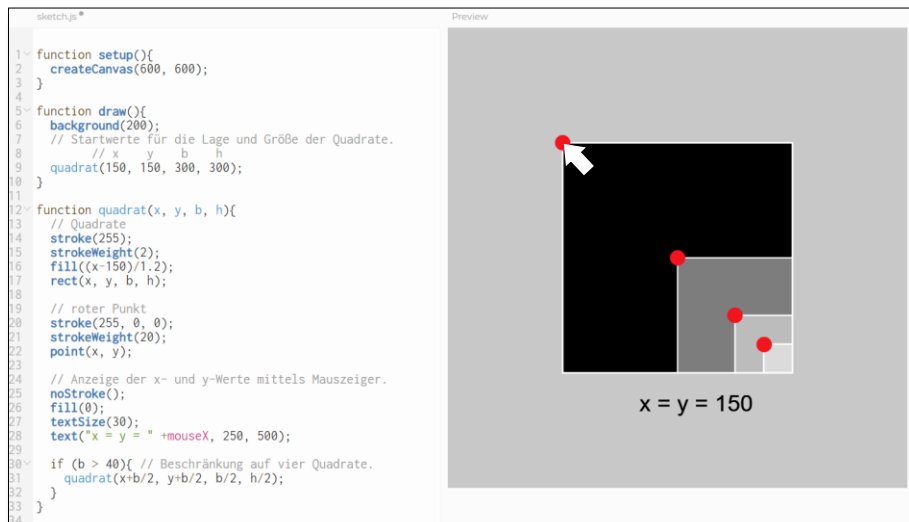 sketch.js
Preview
1 function setup(){
2   createCanvas(600, 600);
3 }
4
5 function draw(){
6   background(200);
7   // Startwerte für die Lage und Größe der Quadrate.
8         // x    y    b    h
9   quadrat(150, 150, 300, 300);
10 }
11
12 function quadrat(x, y, b, h){
13   // Quadrate
14   stroke(255);
15   strokeWeight(2);
16   fill((x-150)/1.2);
17   rect(x, y, b, h);
18
19   // roter Punkt
20   stroke(255, 0, 0);
21   strokeWeight(20);
22   point(x, y);
23
24   // Anzeige der x- und y-Werte mittels Mauszeiger.
25   noStroke();
26   fill(0);
27   textSize(30);
28   text("x = y = " +mouseX, 250, 500);
29
30   if (b > 40){ // Beschränkung auf vier Quadrate.
31     quadrat(x+b/2, y+b/2, b/2, h/2);
32   }
33 }
34
x = y = 150